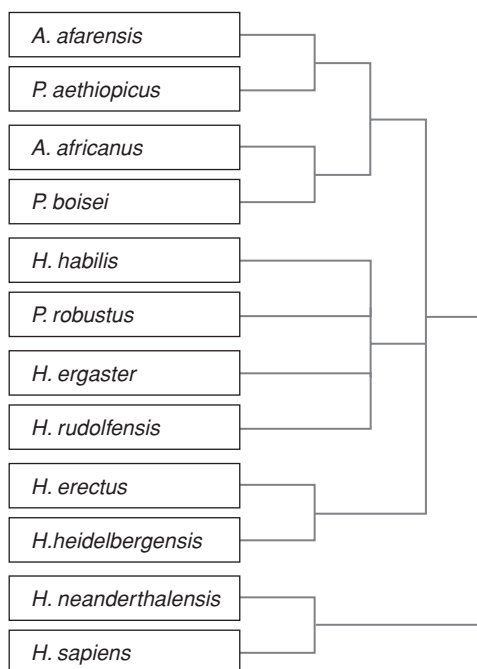 A. afarensis
P. aethiopicus
A. africanus
P. boisei
H. habilis
P. robustus
H. ergaster
H. rudolfensis
H. erectus
H.heidelbergensis
H. neanderthalensis
H. sapiens